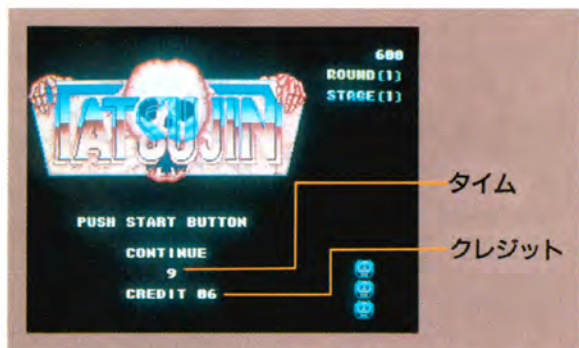 600
ROUND(1)
STAGE(1)
TATSUJIN
タイム
PUSH START BUTTON
クレジット
CONTINUE
9
CREDIT 06